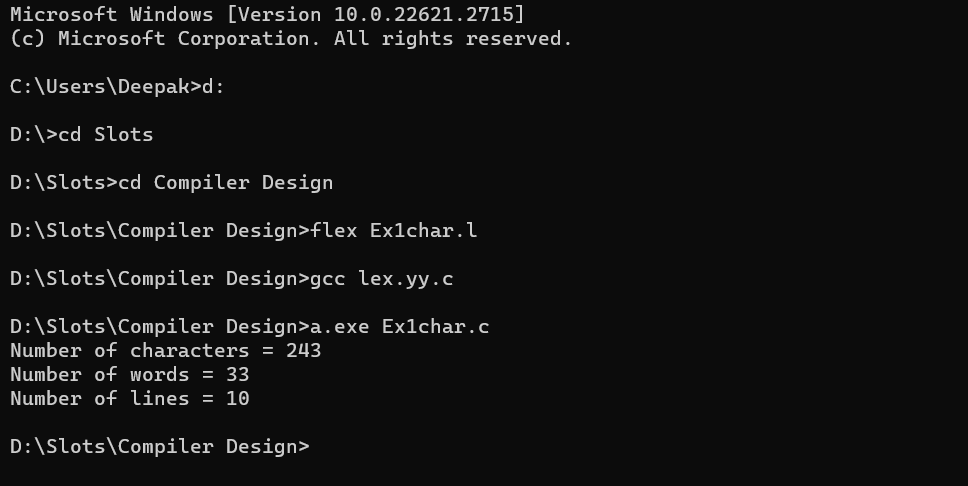 Microsoft Windows [Version 10.0.22621.2715]
(c) Microsoft Corporation. All rights reserved.
C:\Users\Deepak>d:
D:\>cd Slots
D:\Slots>cd Compiler Design
D:\Slots\Compiler Design>flex Ex1char.l
D:\Slots\Compiler Design>gcc lex.yy.c
D:\Slots\Compiler Design>a.exe Ex1char.c
Number of characters = 243
Number of words = 33
Number of lines = 10
D:\Slots\Compiler Design>